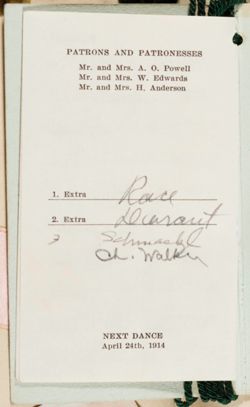 PATRONS AND PATRONESSES
Mr. and Mrs. A. O. Powell
Mr. and Mrs. W. Edwards
Mr. and Mrs. H. Anderson
1. Extra Race
2. Extra Durant
3
Ch. Walker
NEXT DANCE
April 24th, 1914